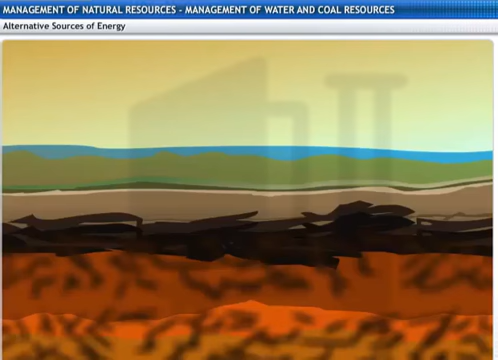 MANAGEMENT OF NATURAL RESOURCES - MANAGEMENT OF WATER AND COAL RESOURCES
Alternative Sources of Energy